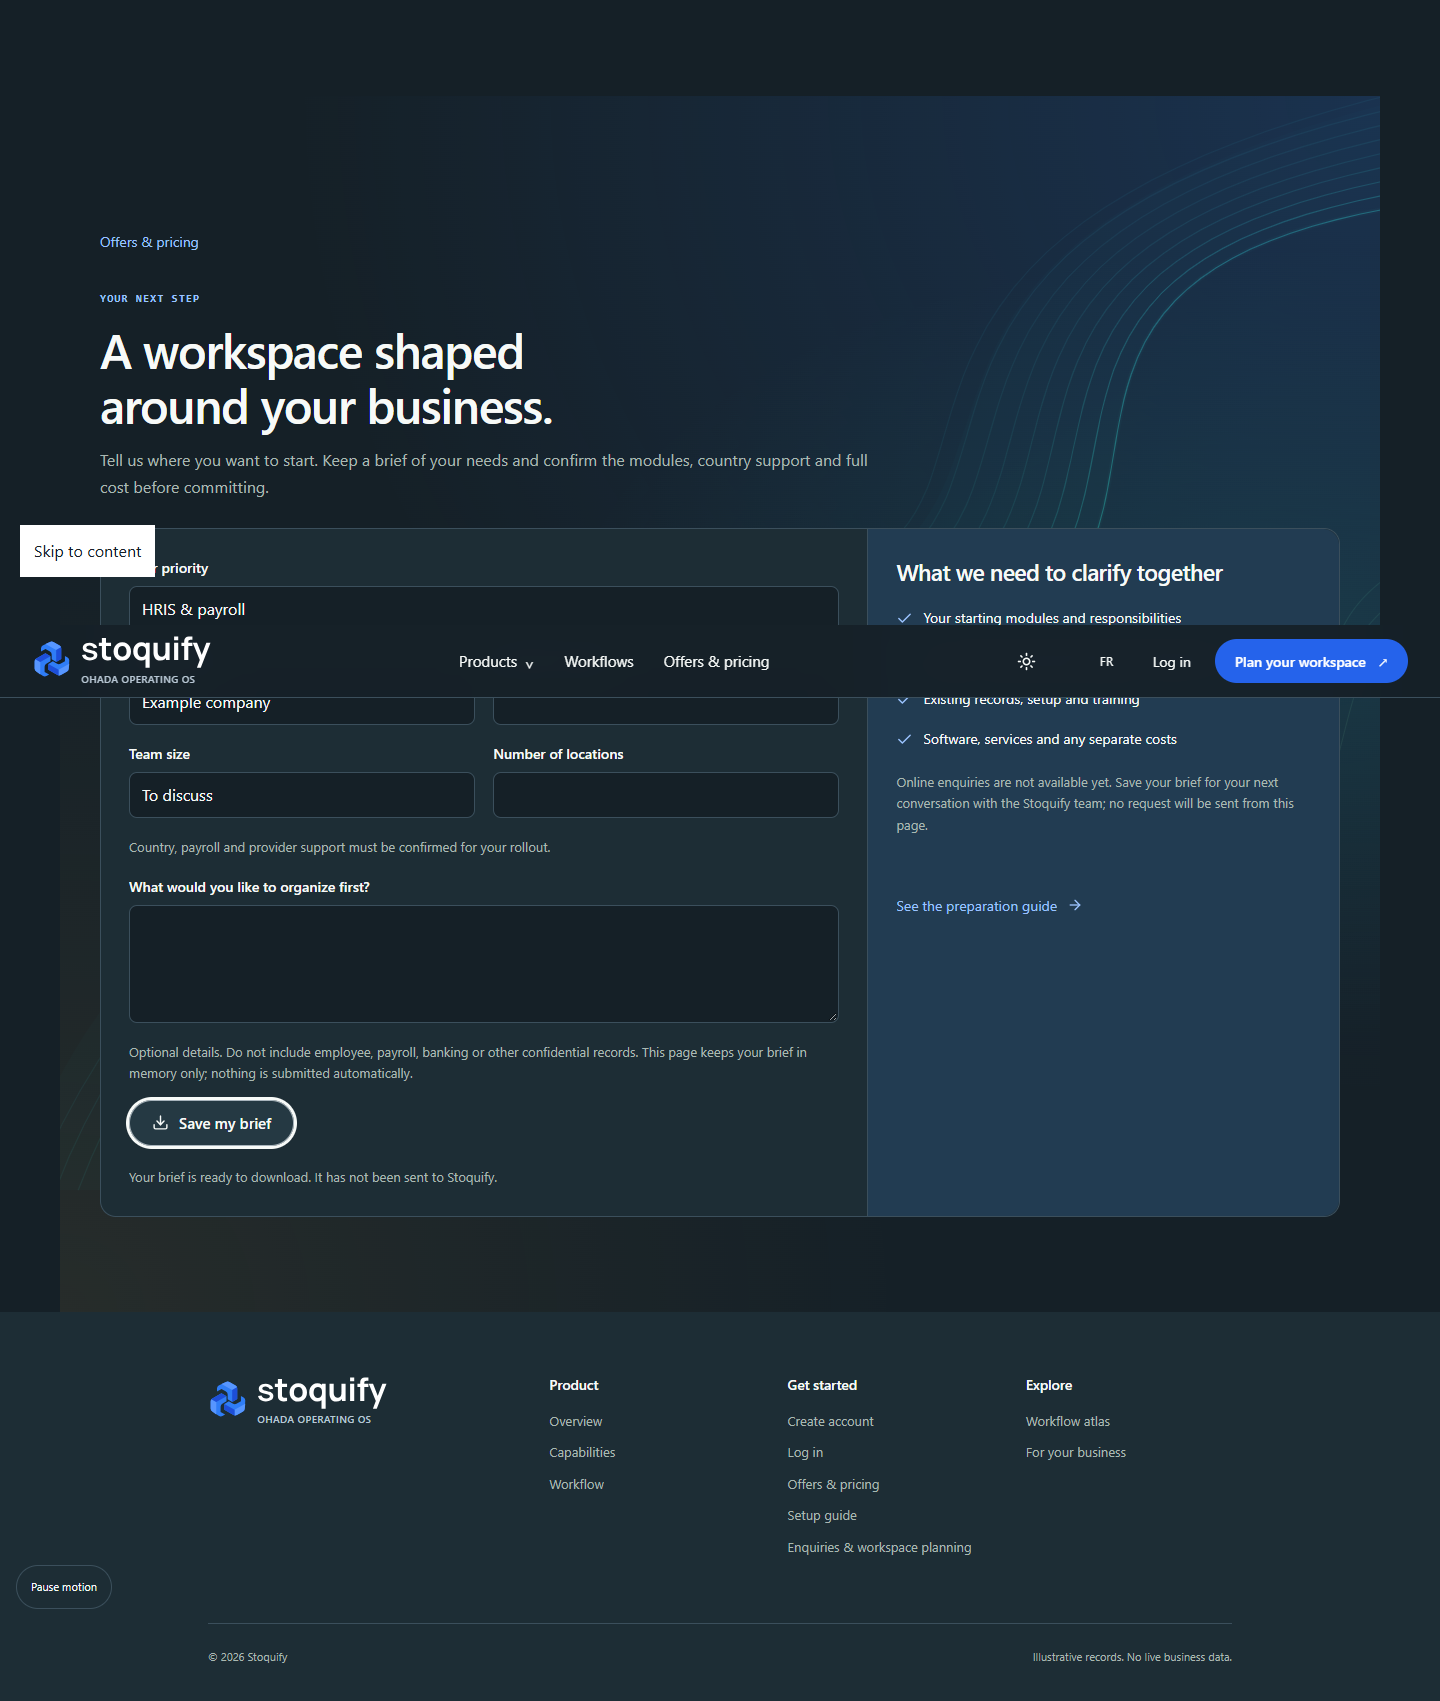 Offers & pricing
YOUR NEXT STEP
A workspace shaped
around your business.
Tell us where you want to start. Keep a brief of your needs and confirm the modules, country support and full
cost before committing.
Skip to content
priority
HRIS & payroll
What we need to clarify together
Your starting modules and responsibilities
stoquify
OHADA OPERATING OS
Products
Workflows
Offers & pricing
FR
Log in
Plan your workspace
Example company
Existing records, setup and training
Software, services and any separate costs
Team size
Number of locations
To discuss
Online enquiries are not available yet. Save your brief for your next
conversation with the Stoquify team; no request will be sent from this
page.
Country, payroll and provider support must be confirmed for your rollout.
What would you like to organize first?
See the preparation guide
Optional details. Do not include employee, payroll, banking or other confidential records. This page keeps your brief in
memory only; nothing is submitted automatically.
Save my brief
Your brief is ready to download. It has not been sent to Stoquify.
stoquify
OHADA OPERATING OS
Product
Overview
Capabilities
Workflow
Get started
Create account
Log in
Offers & pricing
Setup guide
Enquiries & workspace planning
Explore
Workflow atlas
For your business
Pause motion
© 2026 Stoquify
Illustrative records. No live business data.